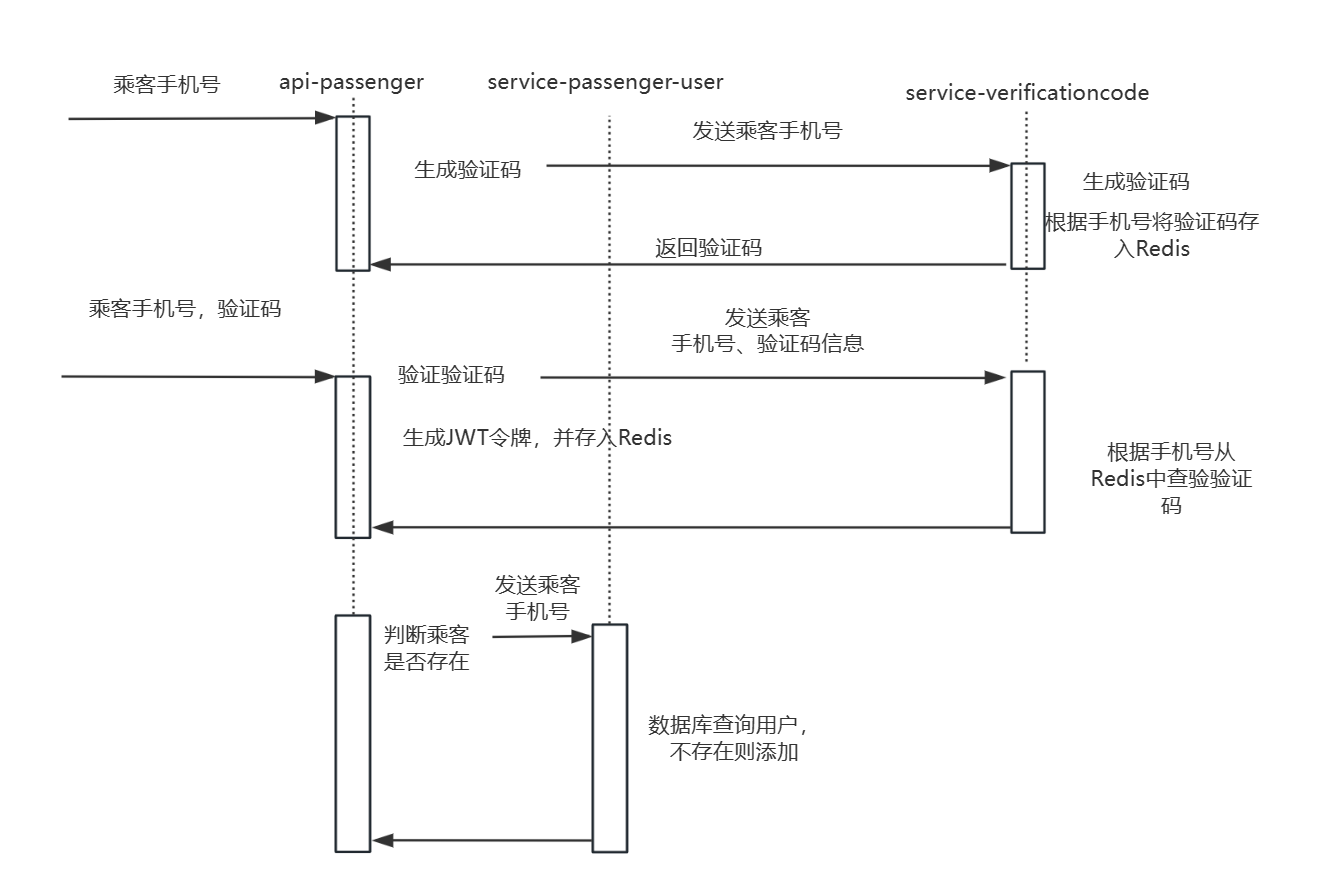 乘客手机号
api-passenger
service-passenger-user
service-verificationcode
发送乘客手机号
生成验证码
生成验证码
根据手机号将验证码存
入Redis
返回验证码
乘客手机号，验证码
发送乘客
手机号、验证码信息
验证验证码
生成JWT令牌，并存入Redis
根据手机号从
Redis中查验验证
码
发送乘客
手机号
判断乘客
是否存在
数据库查询用户，
不存在则添加